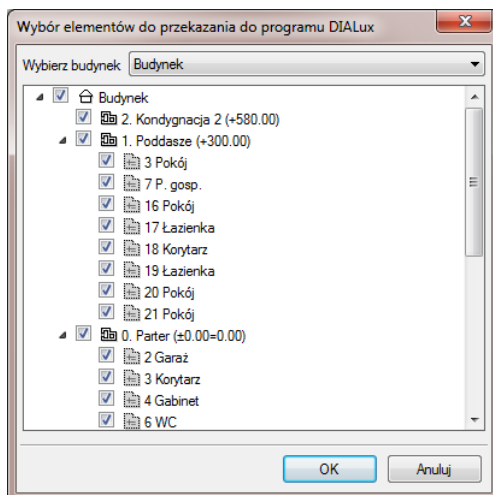 Wybór elementów do przekazania do programu DIALux
Wybierz budynek Budynek
Budynek
2. Kondygnacja 2 (+580.00)
1. Poddasze (+300.00)
3 Pokój
7 P. gosp.
16 Pokój
17 Łazienka
18 Korytarz
19 Łazienka
20 Pokój
21 Pokój
0. Parter (±0.00=0.00)
2 Garaż
3 Korytarz
4 Gabinet
6 WC
OK Anuluj